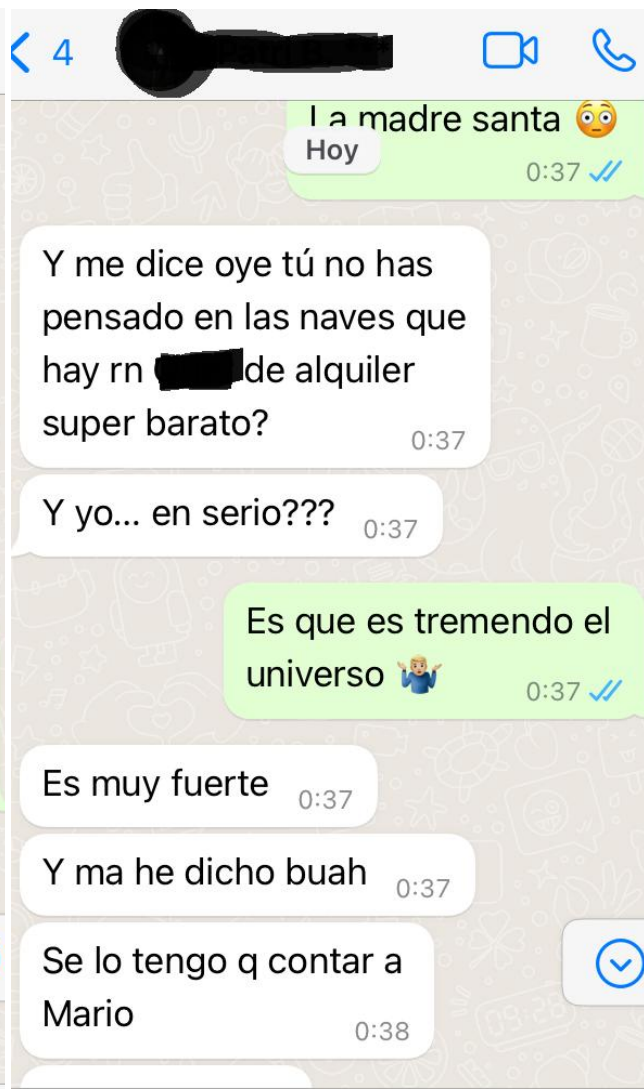 4
La madre santa 😳
Hoy
0:37
Y me dice oye tú no has
pensado en las naves que
hay rn de alquiler
super barato?
0:37
Y yo... en serio???
0:37
Es que es tremendo el
universo 🤷🏼‍♂️
0:37
Es muy fuerte
0:37
Y ma he dicho buah
0:37
Se lo tengo q contar a
Mario
0:38